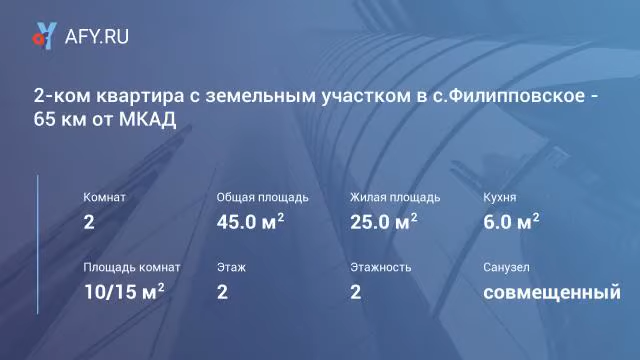 AFY.RU
2-ком квартира с земельным участком в с.Филипповское -
65 км от МКАД
Комнат
Общая площадь
Жилая площадь
Кухня
2
45.0 м²
25.0 м²
6.0 м²
Площадь комнат
Этаж
Этажность
Санузел
10/15 м²
2
2
совмещенный